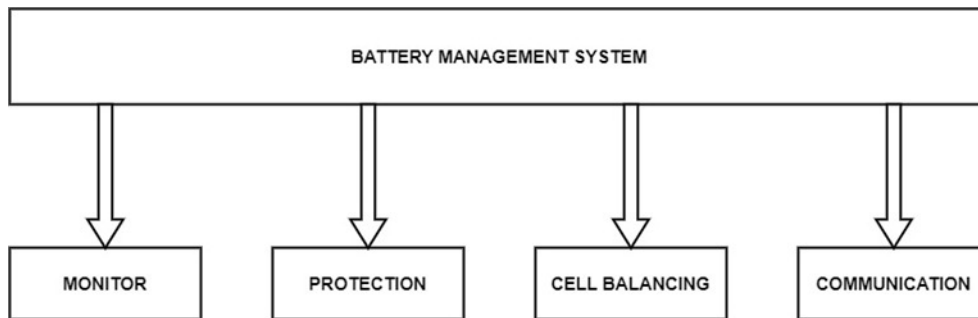 BATTERY MANAGEMENT SYSTEM
MONITOR
PROTECTION
CELL BALANCING
COMMUNICATION